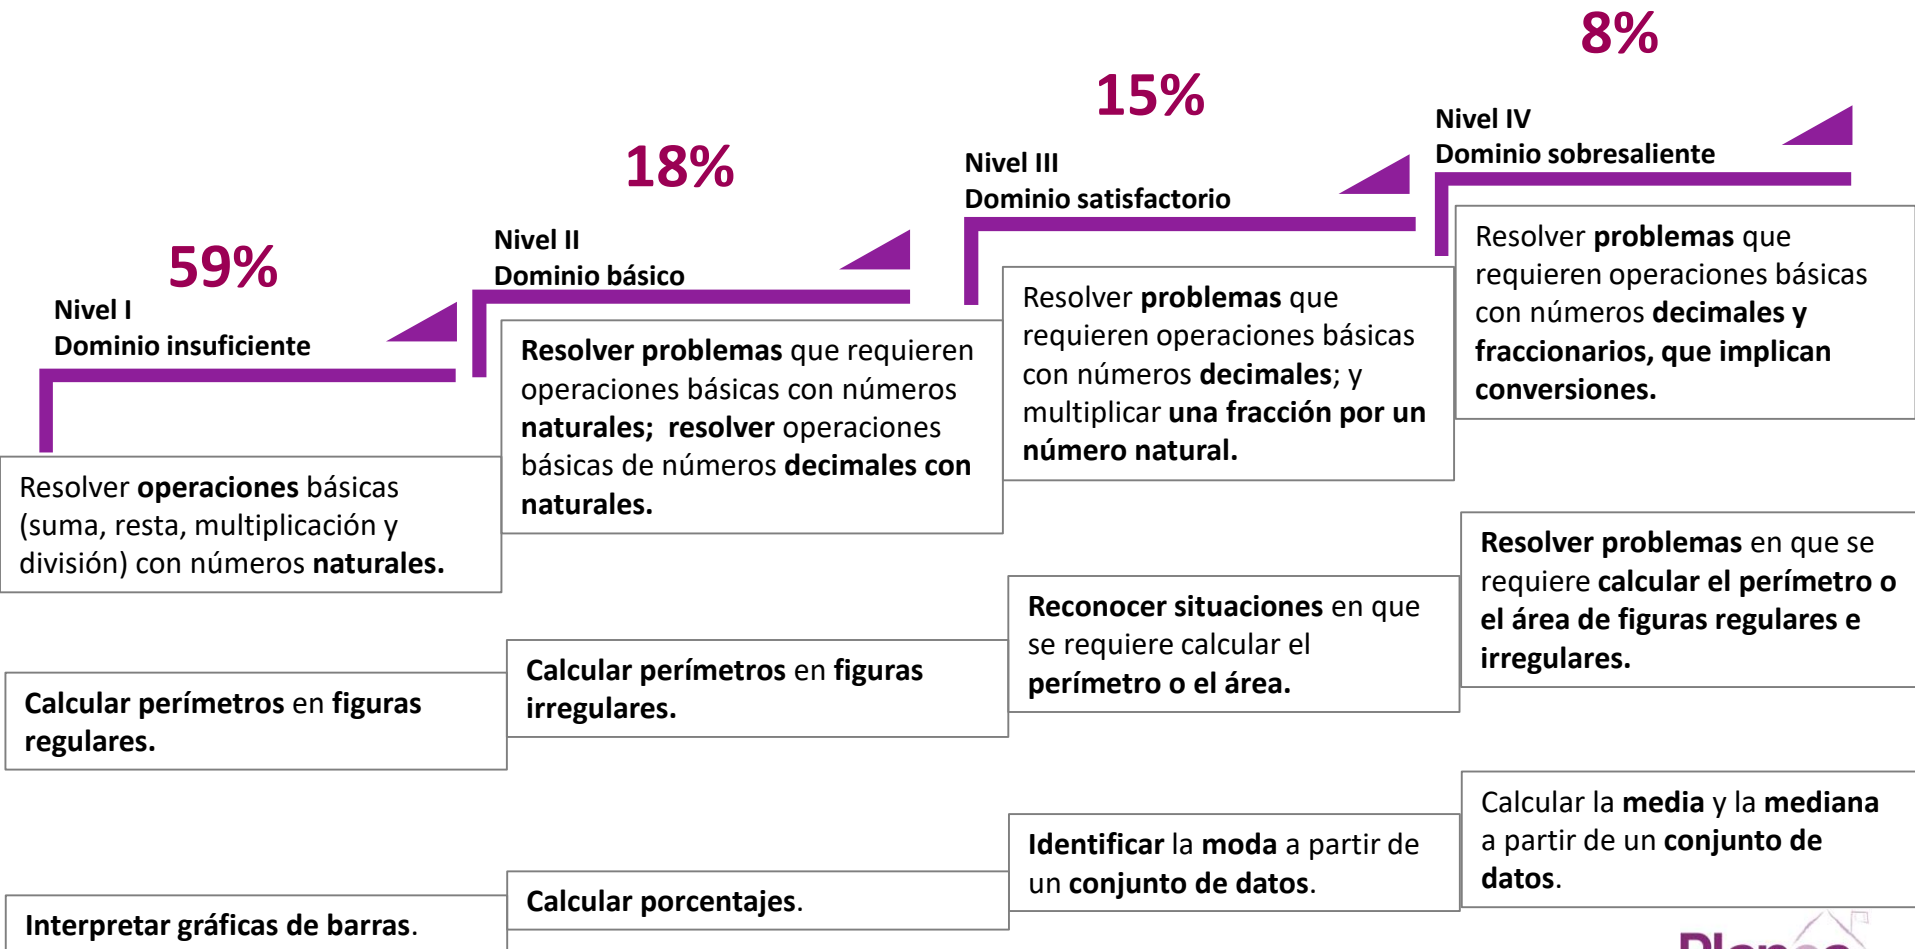 59%
Nivel I
Dominio insuficiente
Resolver operaciones básicas
(suma, resta, multiplicación y
división) con números naturales.
Calcular perímetros en figuras
regulares.
Interpretar gráficas de barras.
18%
Nivel II
Dominio básico
Resolver problemas que requieren
operaciones básicas con números
naturales; resolver operaciones
básicas de números decimales con
naturales.
Calcular perímetros en figuras
irregulares.
Calcular porcentajes.
15%
Nivel III
Dominio satisfactorio
Resolver problemas que
requieren operaciones básicas
con números decimales; y
multiplicar una fracción por un
número natural.
Reconocer situaciones en que
se requiere calcular el
perímetro o el área.
Identificar la moda a partir de
un conjunto de datos.
8%
Nivel IV
Dominio sobresaliente
Resolver problemas que
requieren operaciones básicas
con números decimales y
fraccionarios, que implican
conversiones.
Resolver problemas en que se
requiere calcular el perímetro o
el área de figuras regulares e
irregulares.
Calcular la media y la mediana
a partir de un conjunto de
datos.